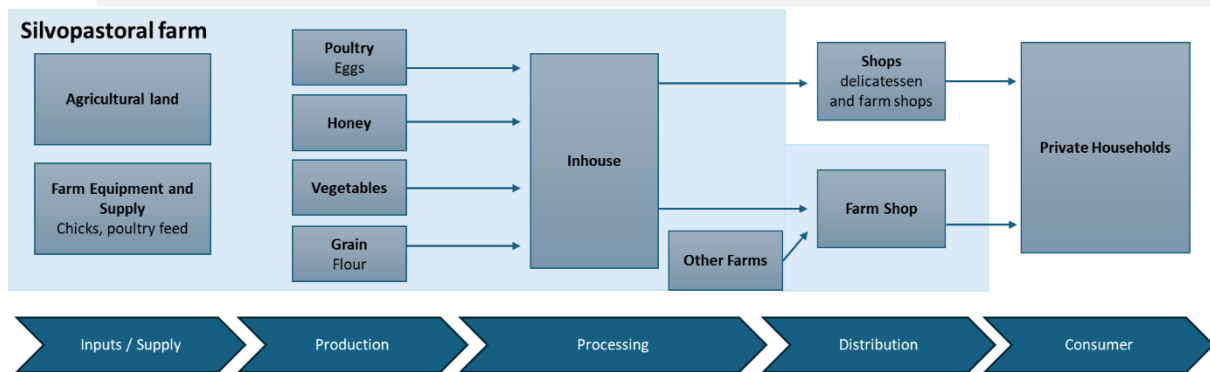 Silvopastoral farm
Agricultural land
Farm Equipment and
Supply
Chicks, poultry feed
Poultry
Eggs
Honey
Vegetables
Grain
Flour
Inhouse
Other Farms
Shops
delicatessen
and farm shops
Farm Shop
Private Households
Inputs / Supply
Production
Processing
Distribution
Consumer